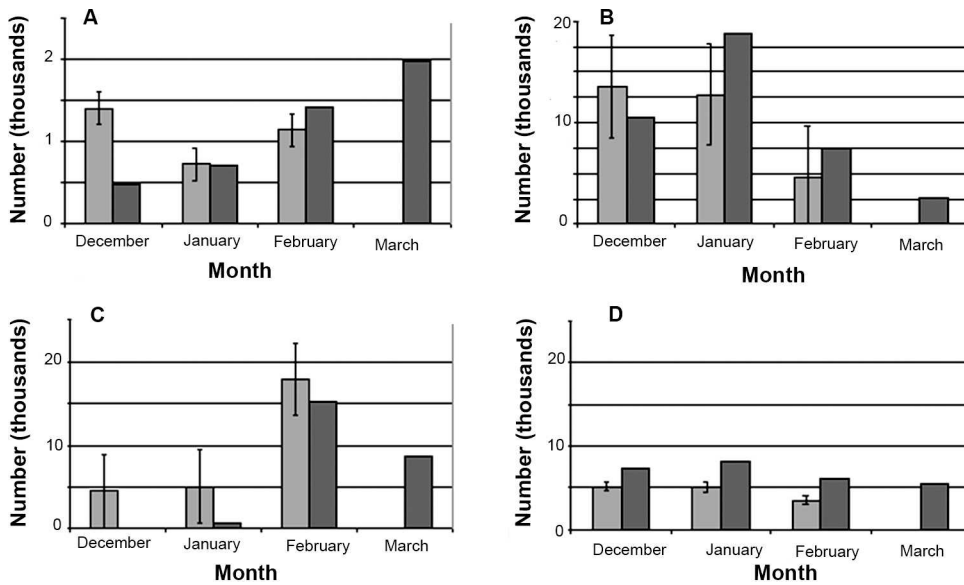 A
Number (thousands)
2
1
0
December January February March
Month
B
Number (thousands)
20
10
0
December January February March
Month
C
Number (thousands)
20
10
0
December January February March
Month
D
Number (thousands)
20
10
0
December January February March
Month